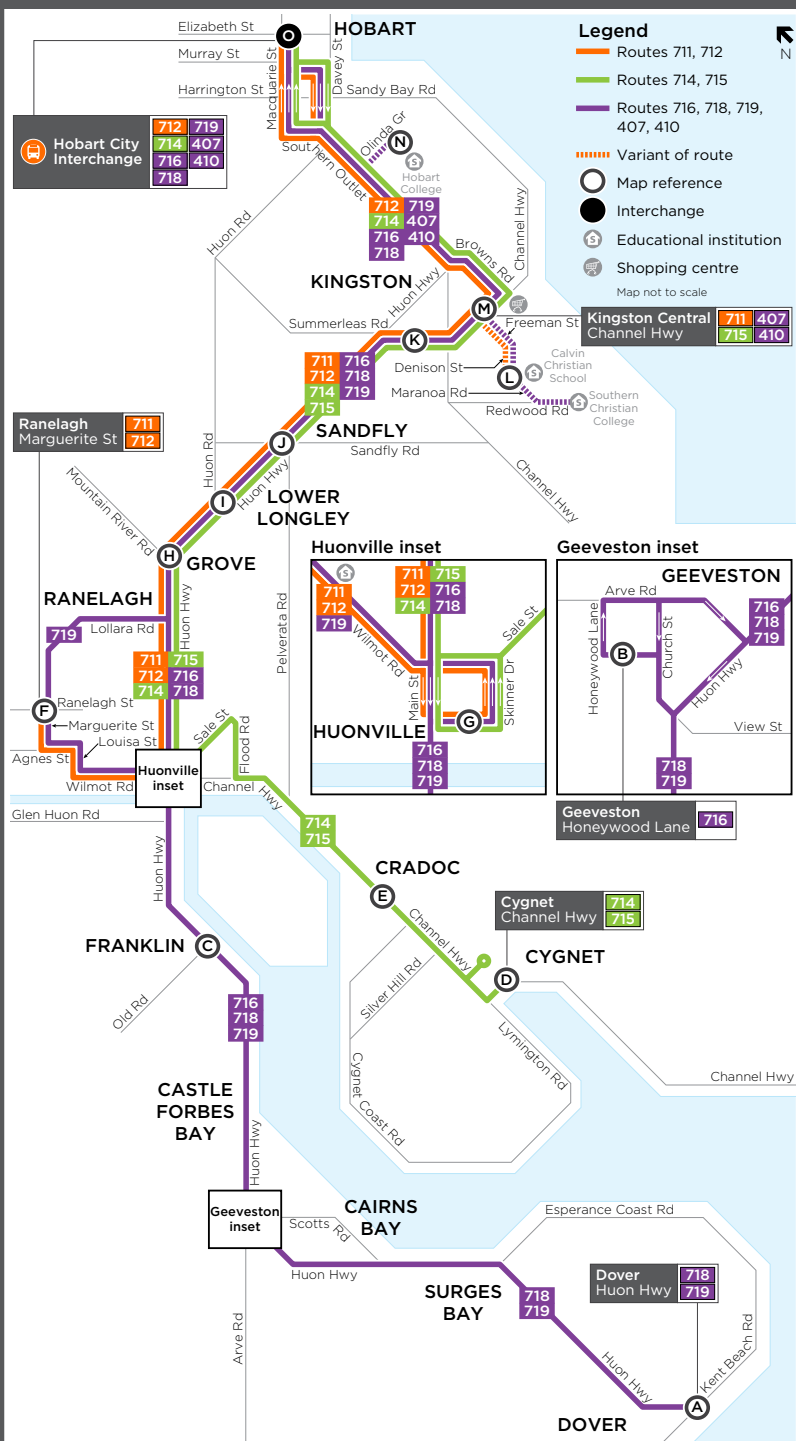 Elizabeth St
HOBART
Murray St
Harrington St
Macquarie St
Davey St
Sandy Bay Rd
O
Legend
N
Routes 711, 712
Routes 714, 715
Routes 716, 718, 719,
407, 410
Variant of route
Map reference
Interchange
Educational institution
Shopping centre
Map not to scale
Hobart City
Interchange
712 719
714 407
716 410
718
Southern Outlet
Olinda Gr
N
Hobart
College
Huon Rd
712 719
714 407
716 410
718
Channel Hwy
Browns Rd
KINGSTON
Huon Hwy
Summerleas Rd
K
M
Freeman St
Kingston Central
Channel Hwy
711 407
715 410
Denison St
Calvin
Christian
School
L
Maranoa Rd
Redwood Rd
Southern
Christian
College
711 716
712 718
714 719
715
Ranelagh
Marguerite St
711
712
Huon Rd
J
SANDFLY
Sandfly Rd
Channel Hwy
Mountain River Rd
I
Huon Hwy
LOWER
LONGLEY
H
GROVE
RANELAGH
719
Lollara Rd
Huon Hwy
Pelverata Rd
711 715
712 716
714 718
F
Ranelagh St
Marguerite St
Louisa St
Agnes St
Wilmot Rd
Sale St
Flood Rd
Huonville
inset
Channel Hwy
Glen Huon Rd
Huonville inset
711
712
719
711 715
712 716
714 718
Wilmot Rd
Main St
Sale St
Skinner Dr
G
HUONVILLE
716
718
719
Geeveston inset
GEEVESTON
Arve Rd
716
718
719
Honeywood Lane
B
Church St
Huon Hwy
View St
718
719
Geeveston
Honeywood Lane
716
714
715
Huon Hwy
CRADOC
E
Cygnet
Channel Hwy
714
715
FRANKLIN
C
Old Rd
Channel Hwy
CYGNET
D
Silver Hill Rd
Lymington Rd
Cygnet Coast Rd
Channel Hwy
716
718
719
CASTLE
FORBES
BAY
Huon Hwy
Geeveston
inset
CAIRNS
BAY
Scotts Rd
Huon Hwy
Esperance Coast Rd
Arve Rd
SURGES
BAY
718
719
Dover
Huon Hwy
718
719
Huon Hwy
Kent Beach Rd
A
DOVER